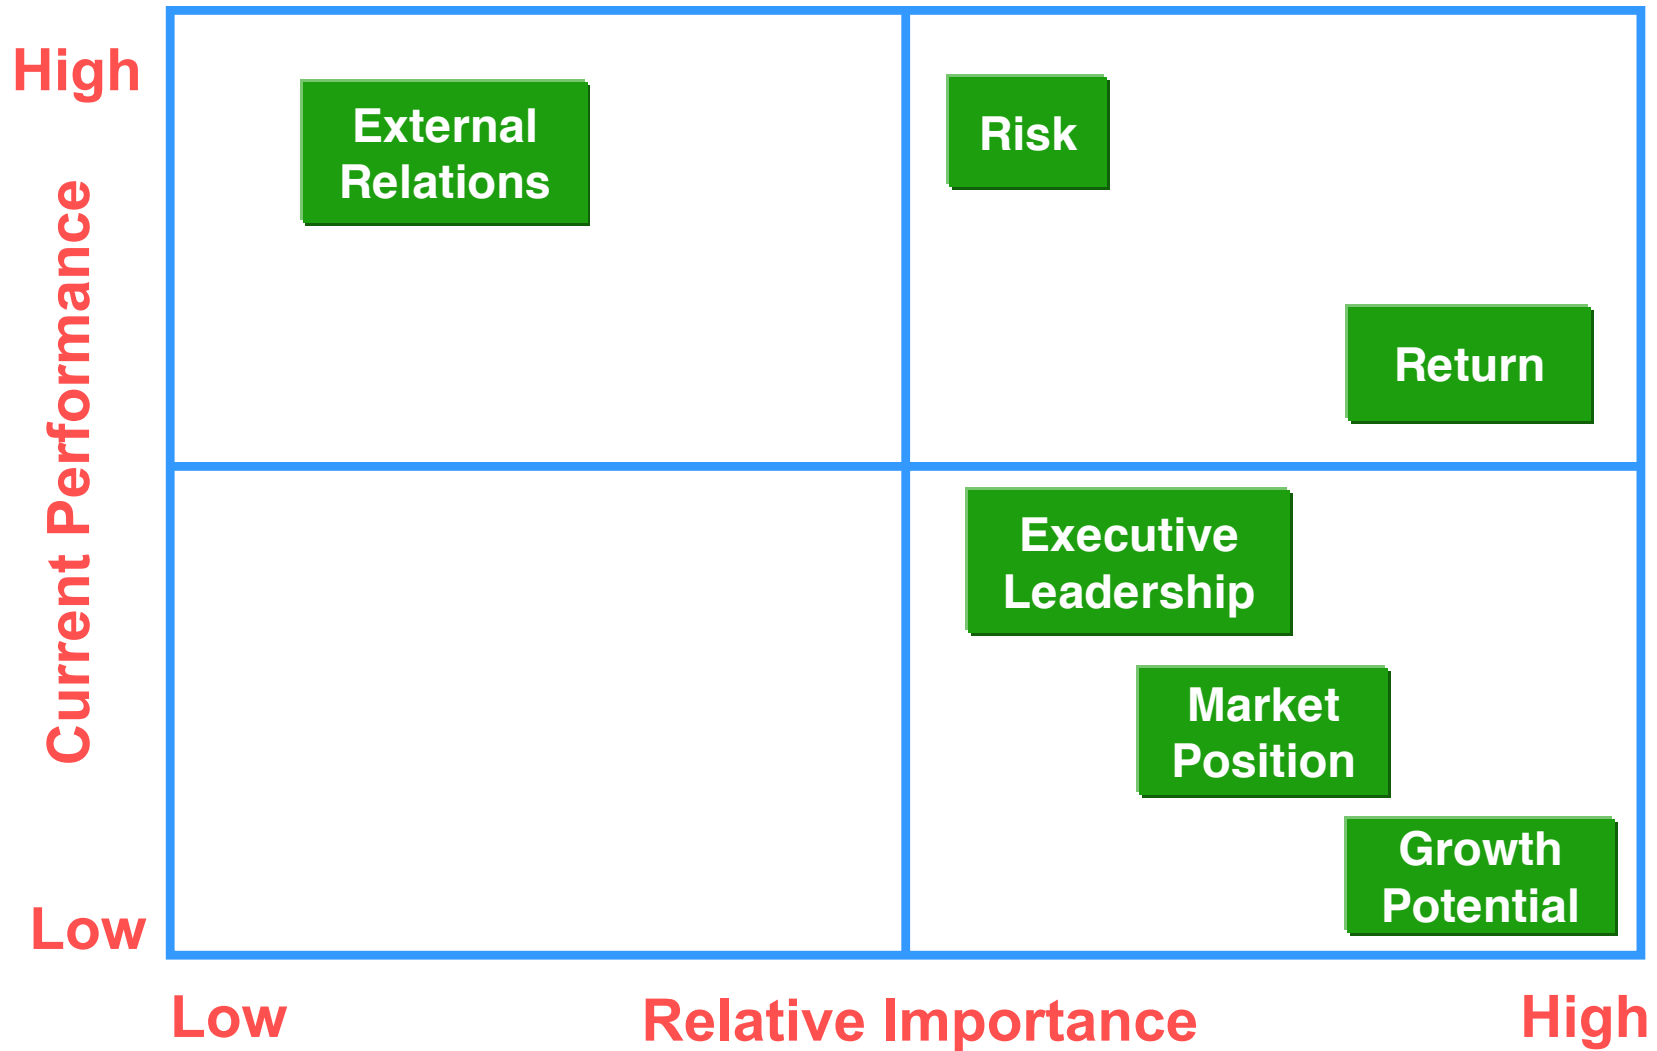 High
External
Relations
Risk
Return
Current Performance
Executive
Leadership
Market
Position
Growth
Potential
Low
Low
Relative Importance
High